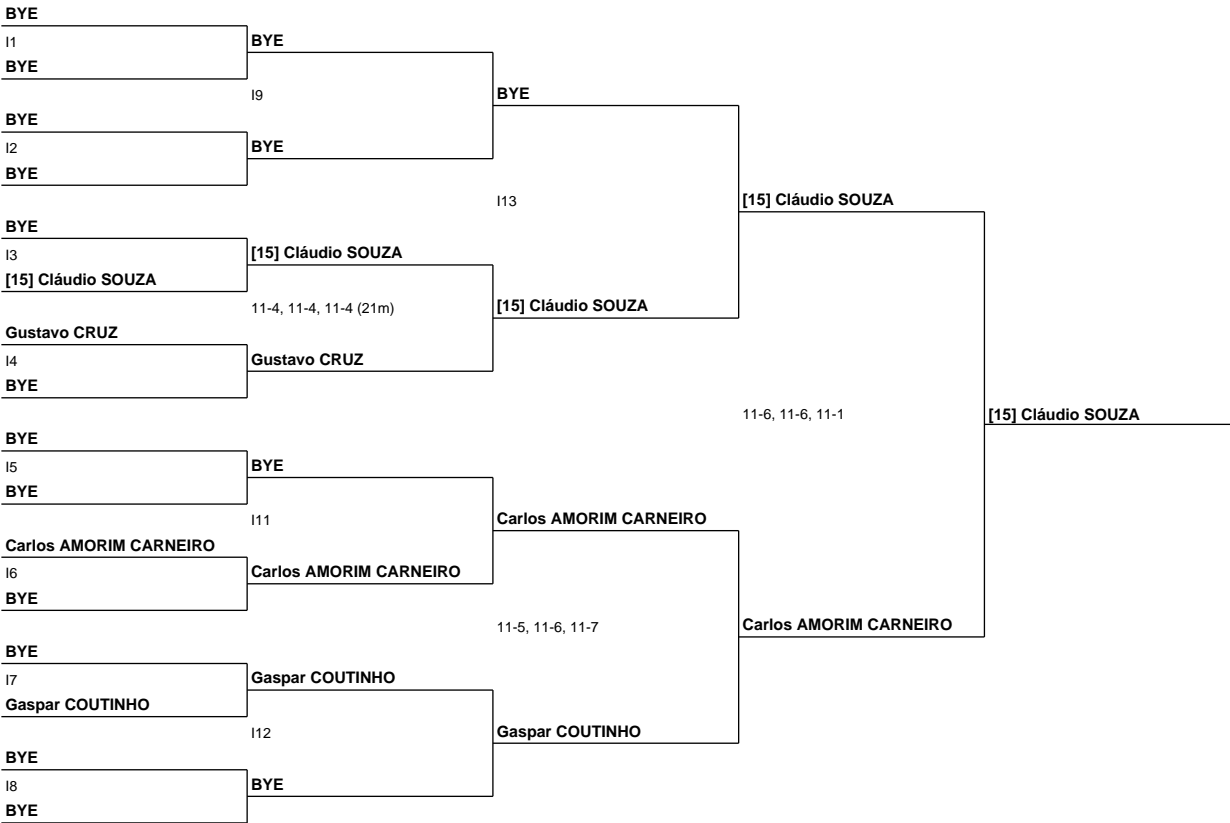 BYE
I1
BYE
BYE
I2
BYE
BYE
I3
[15] Cláudio SOUZA
Gustavo CRUZ
I4
BYE
BYE
I5
BYE
Carlos AMORIM CARNEIRO
I6
BYE
BYE
I7
Gaspar COUTINHO
BYE
I8
BYE
BYE
I9
BYE
[15] Cláudio SOUZA
11-4, 11-4, 11-4 (21m)
Gustavo CRUZ
BYE
I11
Carlos AMORIM CARNEIRO
Gaspar COUTINHO
I12
BYE
BYE
I13
[15] Cláudio SOUZA
Carlos AMORIM CARNEIRO
11-5, 11-6, 11-7
Gaspar COUTINHO
[15] Cláudio SOUZA
11-6, 11-6, 11-1
Carlos AMORIM CARNEIRO
[15] Cláudio SOUZA